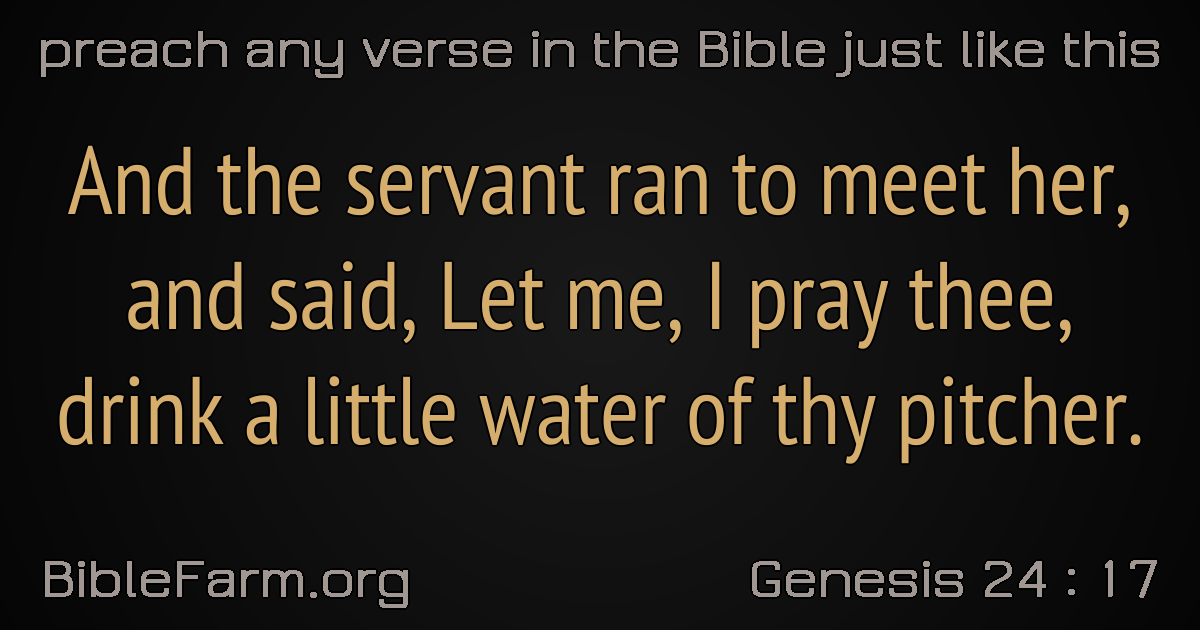 preach any verse in the Bible just like this
And the servant ran to meet her,
and said, Let me, I pray thee,
drink a little water of thy pitcher.
BibleFarm.org
Genesis 24 : 17